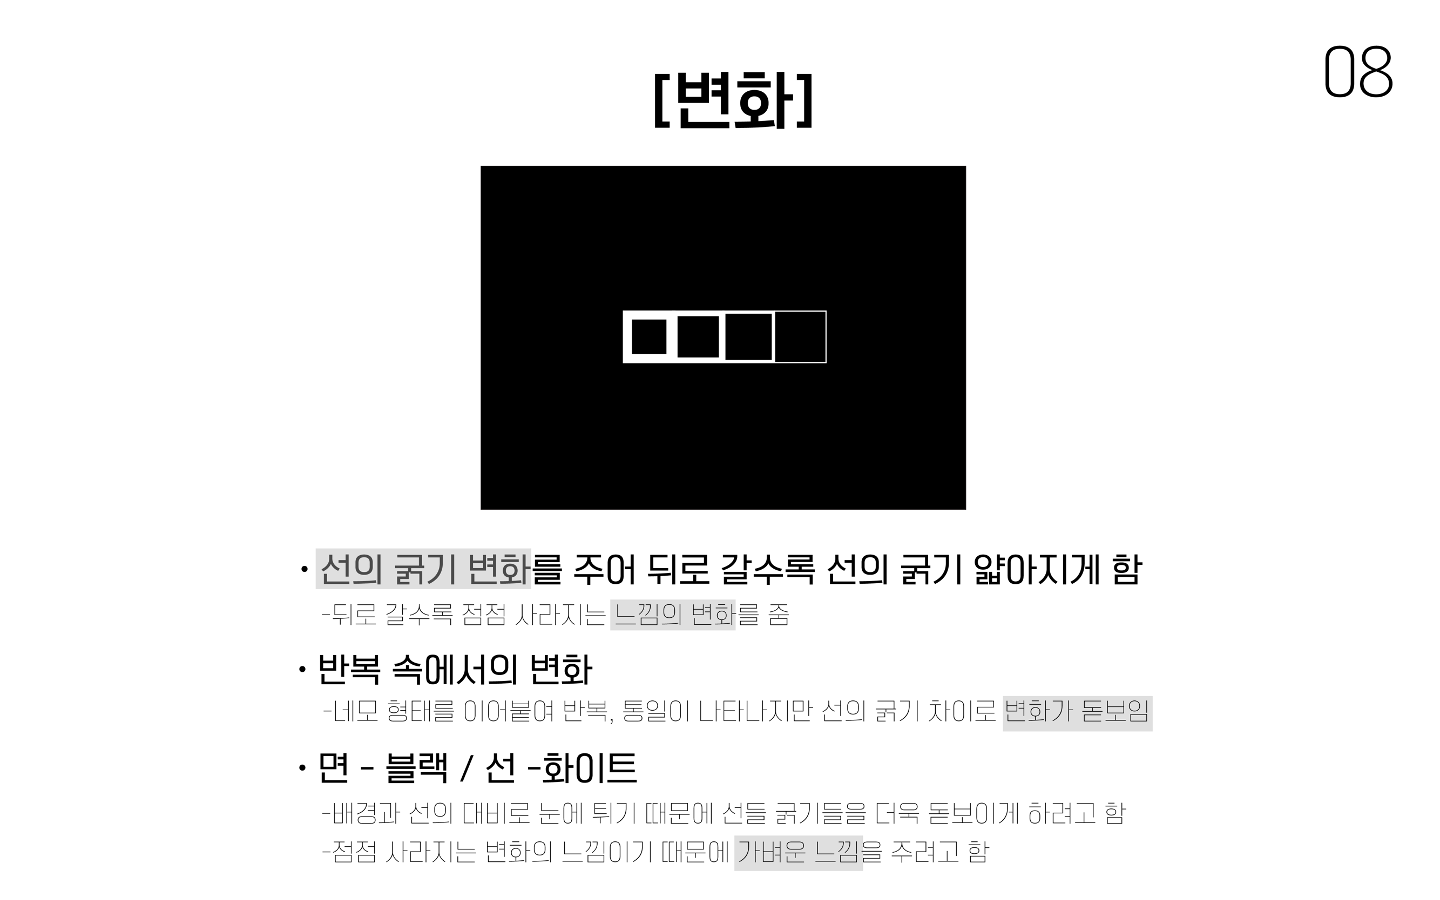 08
[변화]
• 선의 굵기 변화를 주어 뒤로 갈수록 선의 굵기 얇아지게 함
-뒤로 갈수록 점점 사라지는 느낌의 변화를 줌
• 반복 속에서의 변화
-네모 형태를 이어붙여 반복, 통일이 나타나지만 선의 굵기 차이로 변화가 돋보임
• 면 - 블랙 / 선 -화이트
-배경과 선의 대비로 눈에 튀기 때문에 선들 굵기들을 더욱 돋보이게 하려고 함
-점점 사라지는 변화의 느낌이기 때문에 가벼운 느낌을 주려고 함